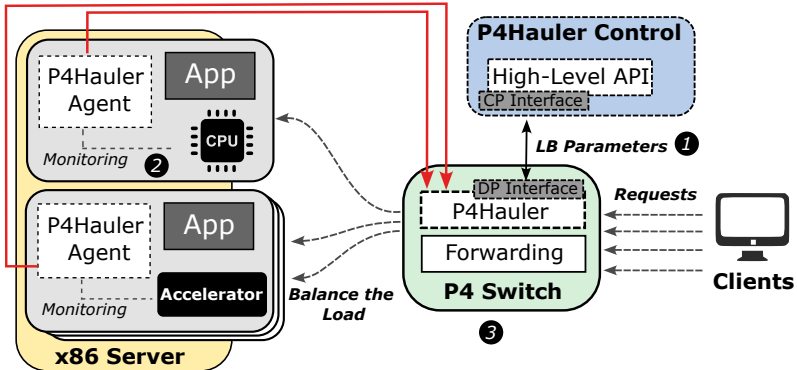 P4Hauler
Agent
App
CPU
Monitoring
2
P4Hauler
Agent
App
Accelerator
Monitoring
x86 Server
Balance the
Load
P4Hauler Control
High-Level API
CP Interface
LB Parameters
1
DP Interface
P4Hauler
Forwarding
P4 Switch
3
Requests
Clients